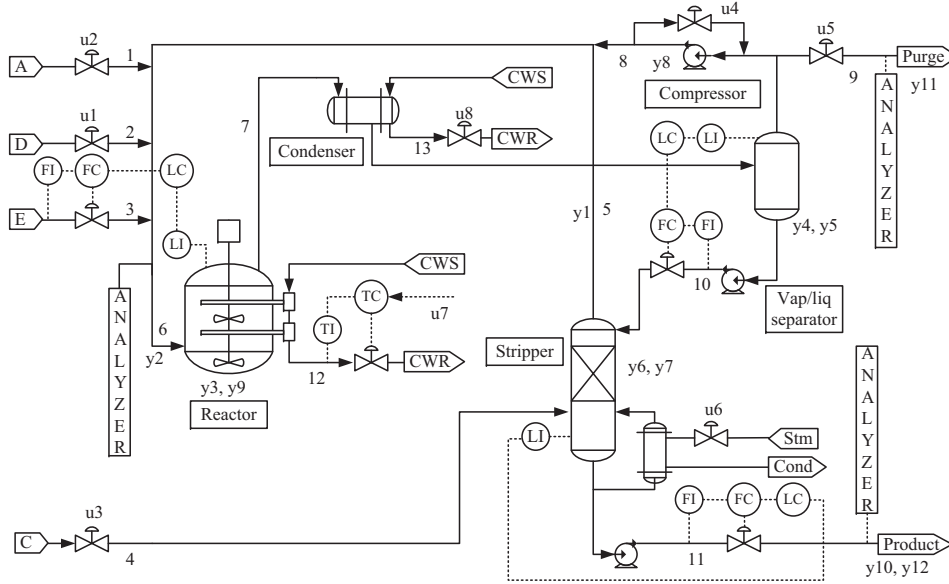 u4
u2
1
u5
A
8
y8
Purge
9
y11
CWS
Compressor
ANALYZER
u1
7
u8
D
2
13
CWR
LC
LI
Condenser
FI
FC
LC
E
3
y1
5
y4, y5
LI
FC
FI
CWS
10
Vap/liq
separator
ANALYZER
TC
u7
6
y2
TI
Stripper
y6, y7
12
CWR
y3, y9
Reactor
ANALYZER
u6
LI
Stm
Cond
FI
FC
LC
u3
C
4
11
Product
y10, y12